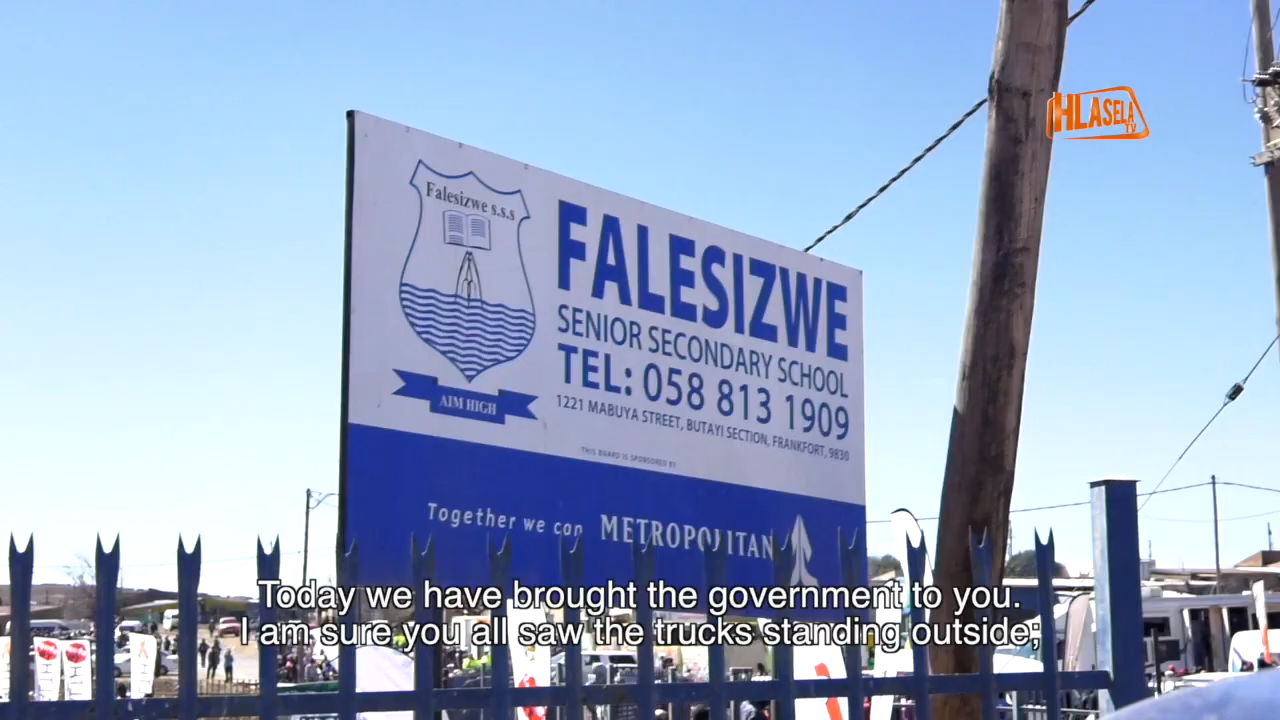 HLASELA
TV
Falesizwe s.s.s
AIM HIGH
FALESIZWE
SENIOR SECONDARY SCHOOL
TEL: 058 813 1909
1221 MABUYA STREET, BUTAYI SECTION, FRANKFORT, 9830
THIS BOARD IS SPONSORED BY
Together we can METROPOLITAN
Today we have brought the government to you.
I am sure you all saw the trucks standing outside;